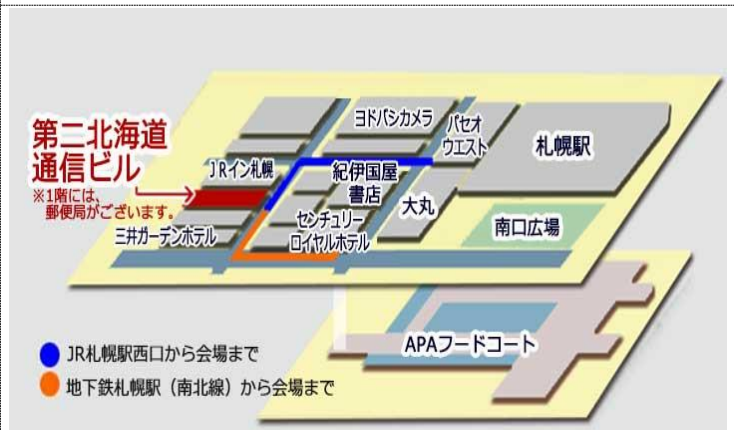 第二北海道
通信ビル
※1階には、
郵便局がございます。
ヨドバシカメラ
パセオ
ウエスト
札幌駅
JRイン札幌
紀伊国屋
書店
大丸
南口広場
センチュリー
ロイヤルホテル
三井ガーデンホテル
APAフードコート
JR札幌駅西口から会場まで
地下鉄札幌駅（南北線）から会場まで